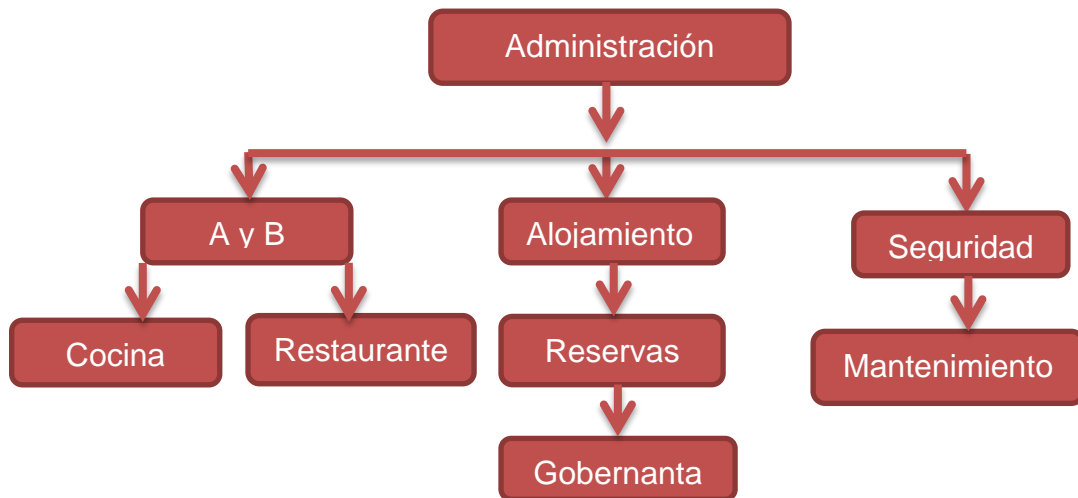 Administración
A y B
Alojamiento
Seguridad
Cocina
Restaurante
Reservas
Mantenimiento
Gobernanta